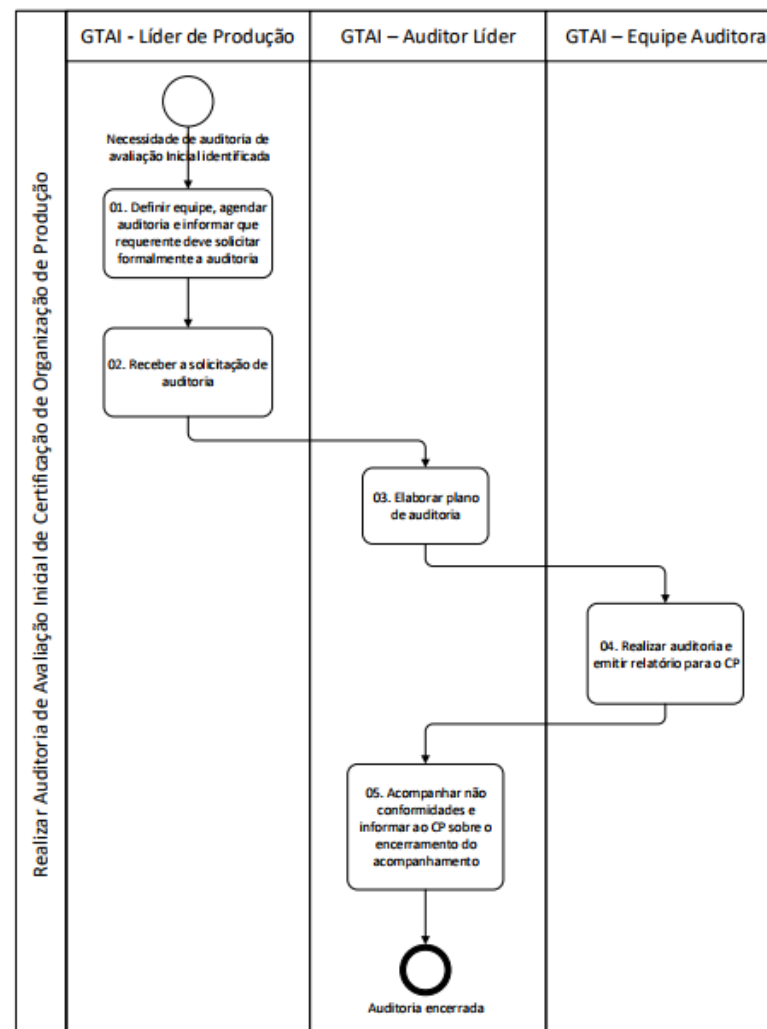 GTAI - Líder de Produção
GTAI – Auditor Líder
GTAI – Equipe Auditora
Realizar Auditoria de Avaliação Inicial de Certificação de Organização de Produção
Necessidade de auditoria de
avaliação Inicial identificada
01. Definir equipe, agendar
auditoria e informar que
requerente deve solicitar
formalmente a auditoria
02. Receber a solicitação de
auditoria
03. Elaborar plano
de auditoria
04. Realizar auditoria e
emitir relatório para o CP
05. Acompanhar não
conformidades e
informar ao CP sobre o
encerramento do
acompanhamento
Auditoria encerrada